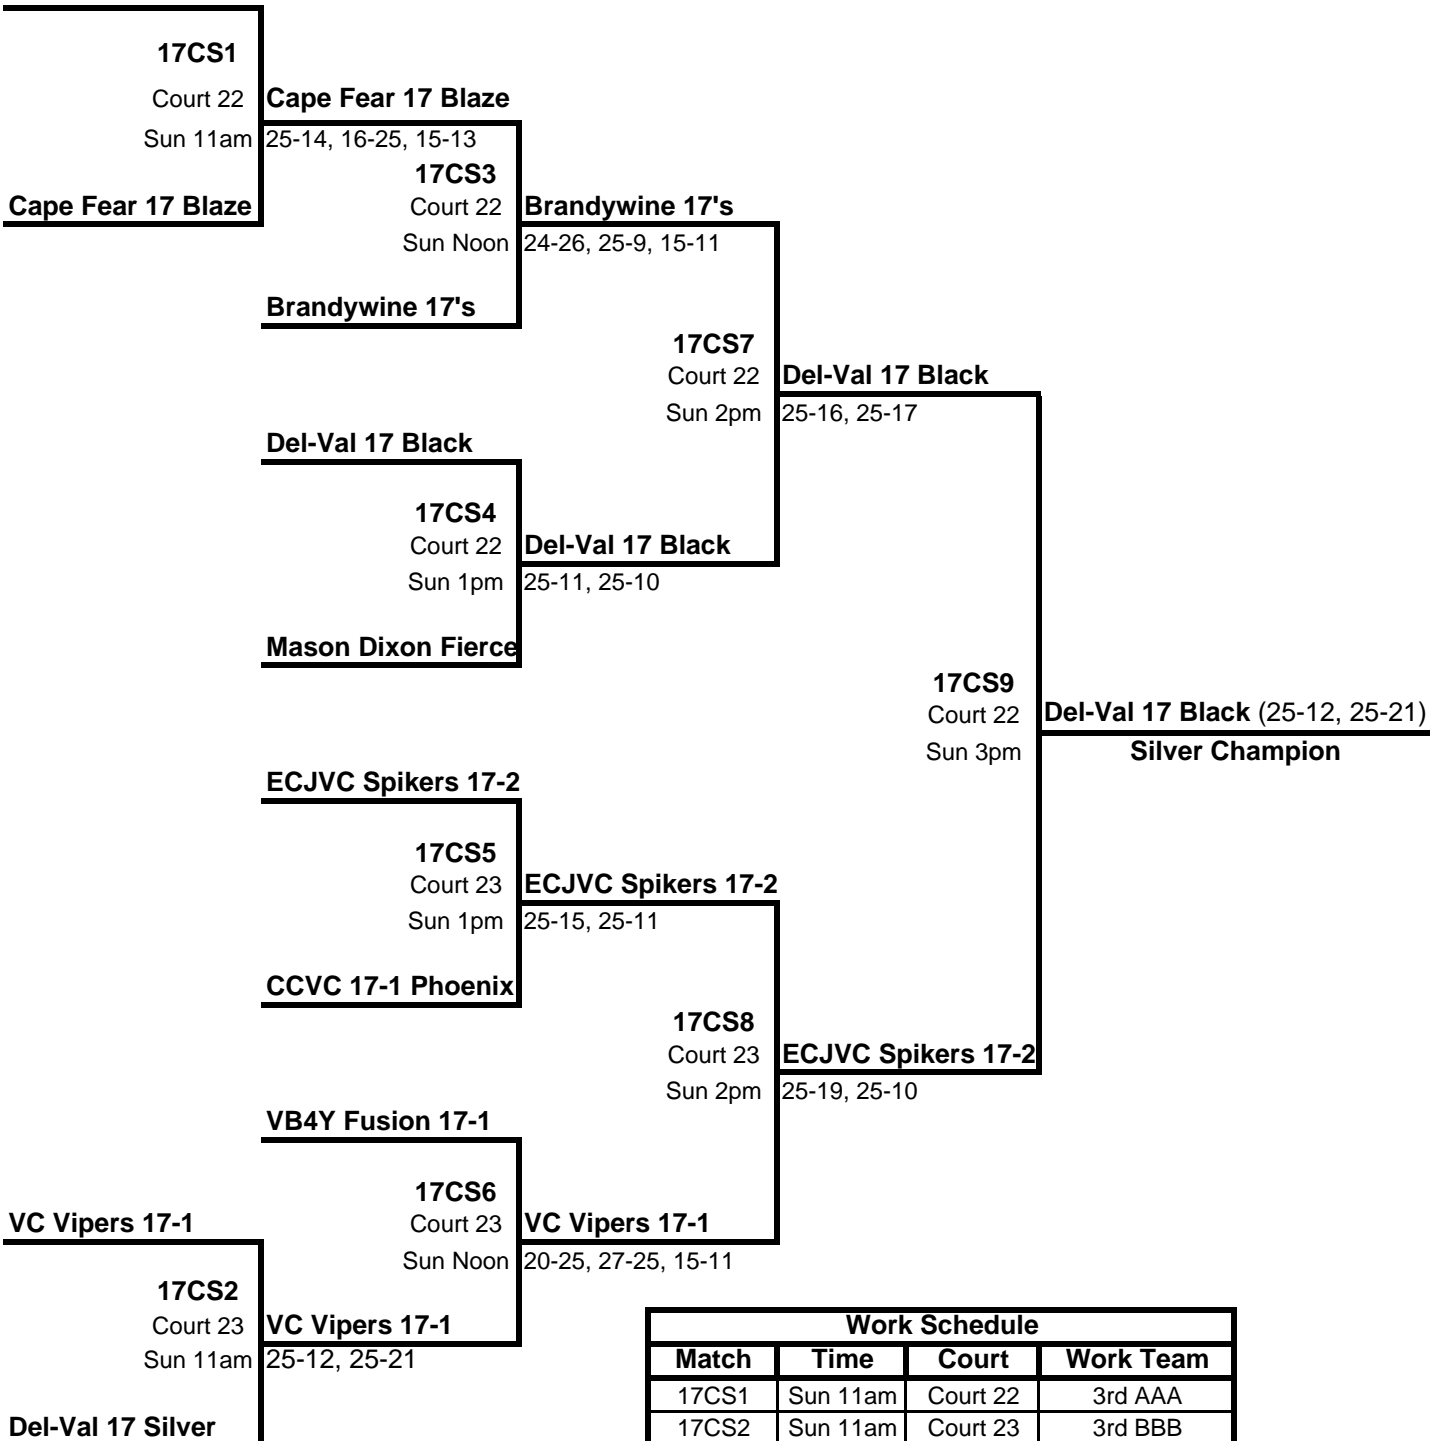 17CS1
Court 22 Cape Fear 17 Blaze
Sun 11am 25-14, 16-25, 15-13
17CS3
Cape Fear 17 Blaze Court 22 Brandywine 17's
Sun Noon 24-26, 25-9, 15-11
Brandywine 17's
17CS7
Court 22 Del-Val 17 Black
Sun 2pm 25-16, 25-17
Del-Val 17 Black
17CS4
Court 22 Del-Val 17 Black
Sun 1pm 25-11, 25-10
Mason Dixon Fierce
17CS9
Court 22 Del-Val 17 Black (25-12, 25-21)
Sun 3pm Silver Champion
ECJVC Spikers 17-2
17CS5
Court 23 ECJVC Spikers 17-2
Sun 1pm 25-15, 25-11
CCVC 17-1 Phoenix
17CS8
Court 23 ECJVC Spikers 17-2
Sun 2pm 25-19, 25-10
VB4Y Fusion 17-1
17CS6
VC Vipers 17-1 Court 23 VC Vipers 17-1
Sun Noon 20-25, 27-25, 15-11
17CS2
Court 23 VC Vipers 17-1
Sun 11am 25-12, 25-21
Del-Val 17 Silver
Work Schedule
Match Time Court Work Team
17CS1 Sun 11am Court 22 3rd AAA
17CS2 Sun 11am Court 23 3rd BBB